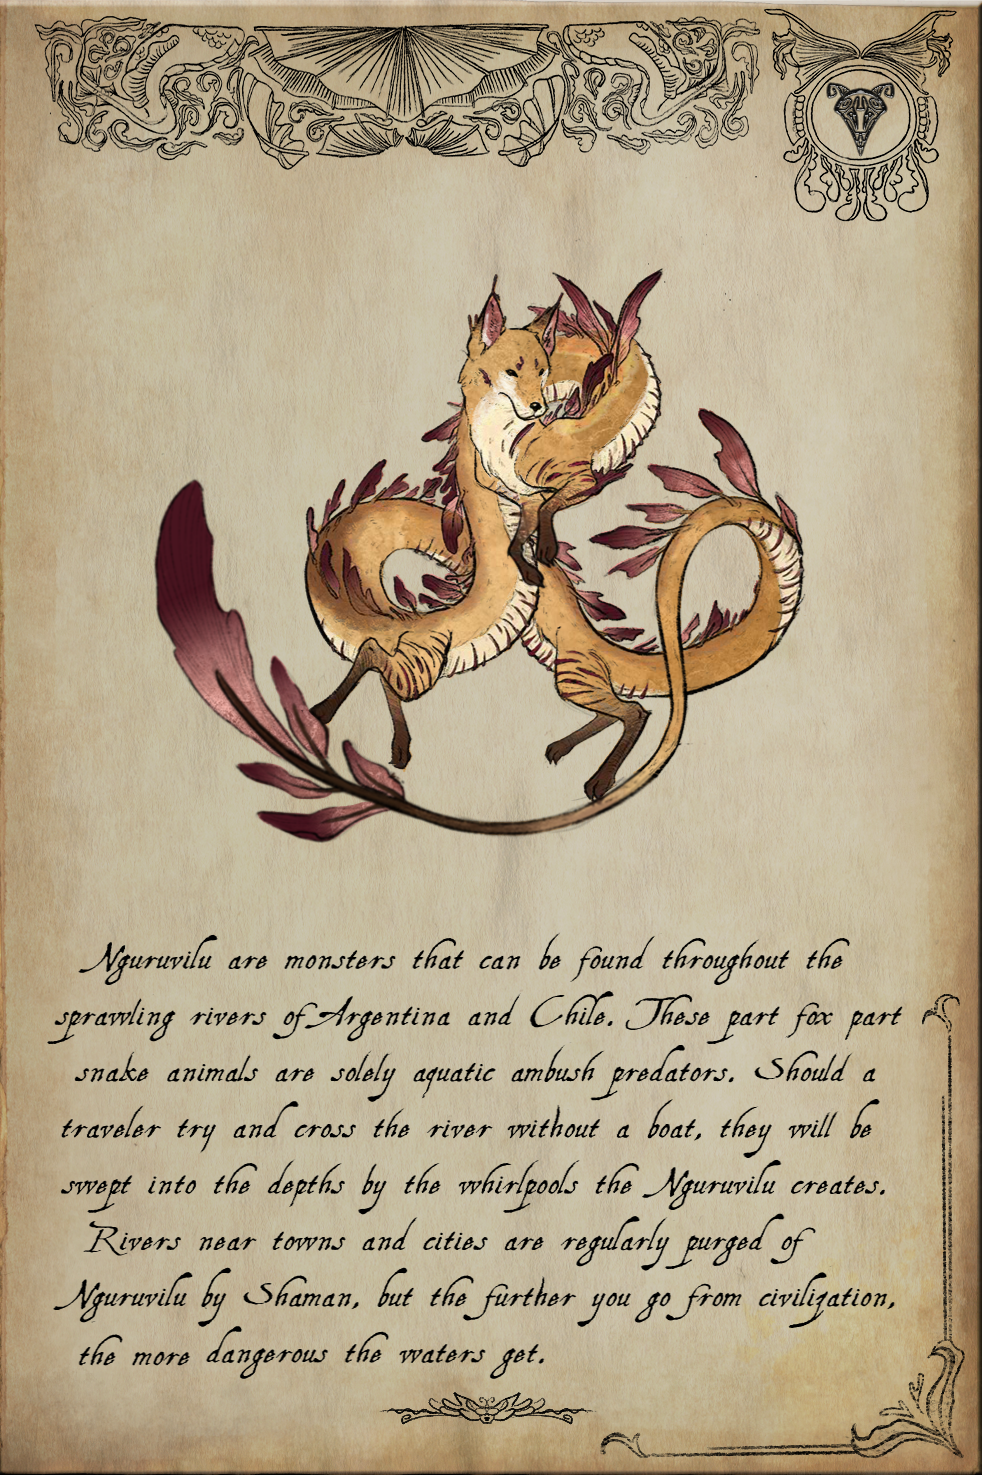 Nguruvilu are monsters that can be found throughout the
sprawling rivers of Argentina and Chile. These part fox part
snake animals are solely aquatic ambush predators. Should a
traveler try and cross the river without a boat, they will be
swept into the depths by the whirlpools the Nguruvilu creates.
Rivers near towns and cities are regularly purged of
Nguruvilu by Shaman, but the further you go from civilization,
the more dangerous the waters get.